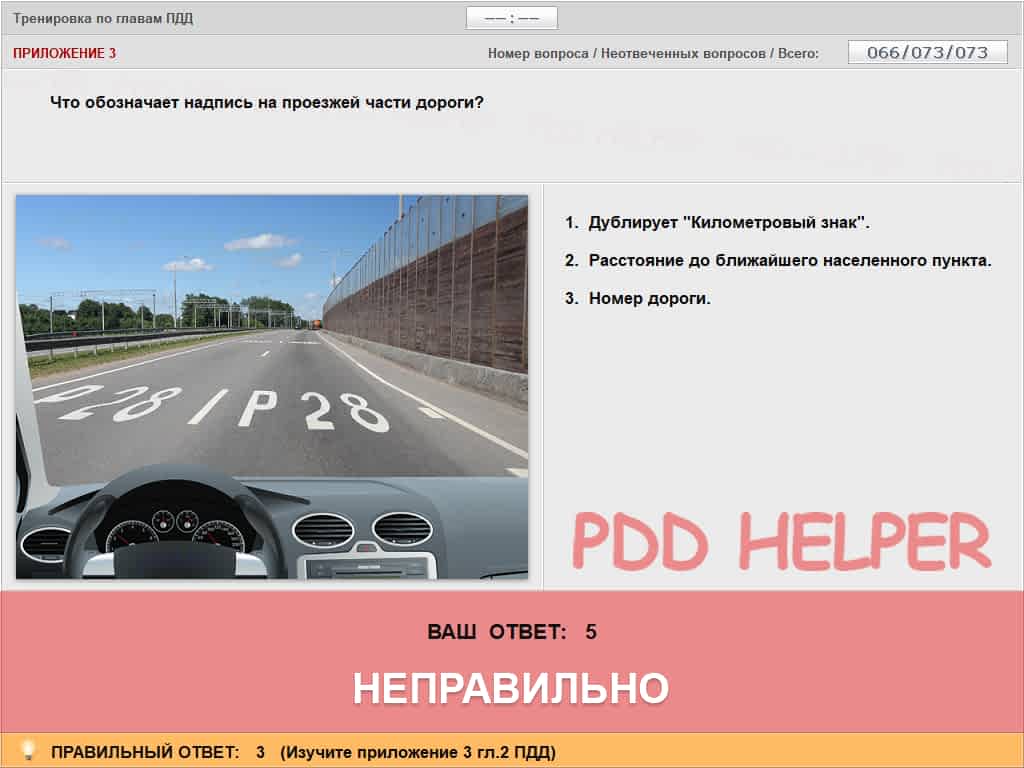 Тренировка по главам ПДД
–– : ––
ПРИЛОЖЕНИЕ 3
Номер вопроса / Неотвеченных вопросов / Всего:
066/073/073
Что обозначает надпись на проезжей части дороги?
1. Дублирует "Километровый знак".
2. Расстояние до ближайшего населенного пункта.
3. Номер дороги.
P 28 / P 28
PDD HELPER
ВАШ ОТВЕТ: 5
НЕПРАВИЛЬНО
ПРАВИЛЬНЫЙ ОТВЕТ: 3 (Изучите приложение 3 гл.2 ПДД)